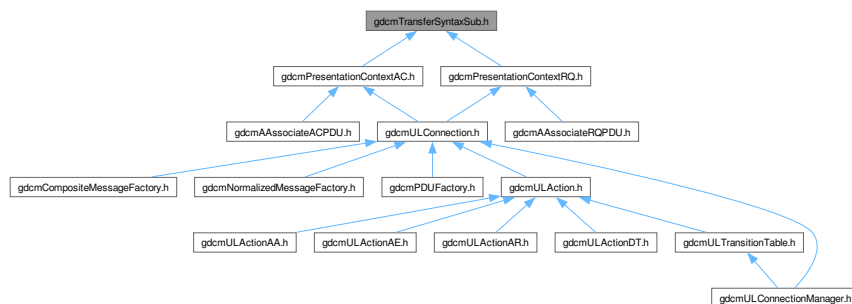 gdcmTransferSyntaxSub.h
gdcmPresentationContextAC.h
gdcmPresentationContextRQ.h
gdcmAAssociateACPDU.h
gdcmULConnection.h
gdcmAAssociateRQPDU.h
gdcmCompositeMessageFactory.h
gdcmNormalizedMessageFactory.h
gdcmPDUFactory.h
gdcmULAction.h
gdcmULActionAA.h
gdcmULActionAE.h
gdcmULActionAR.h
gdcmULActionDT.h
gdcmULTransitionTable.h
gdcmULConnectionManager.h